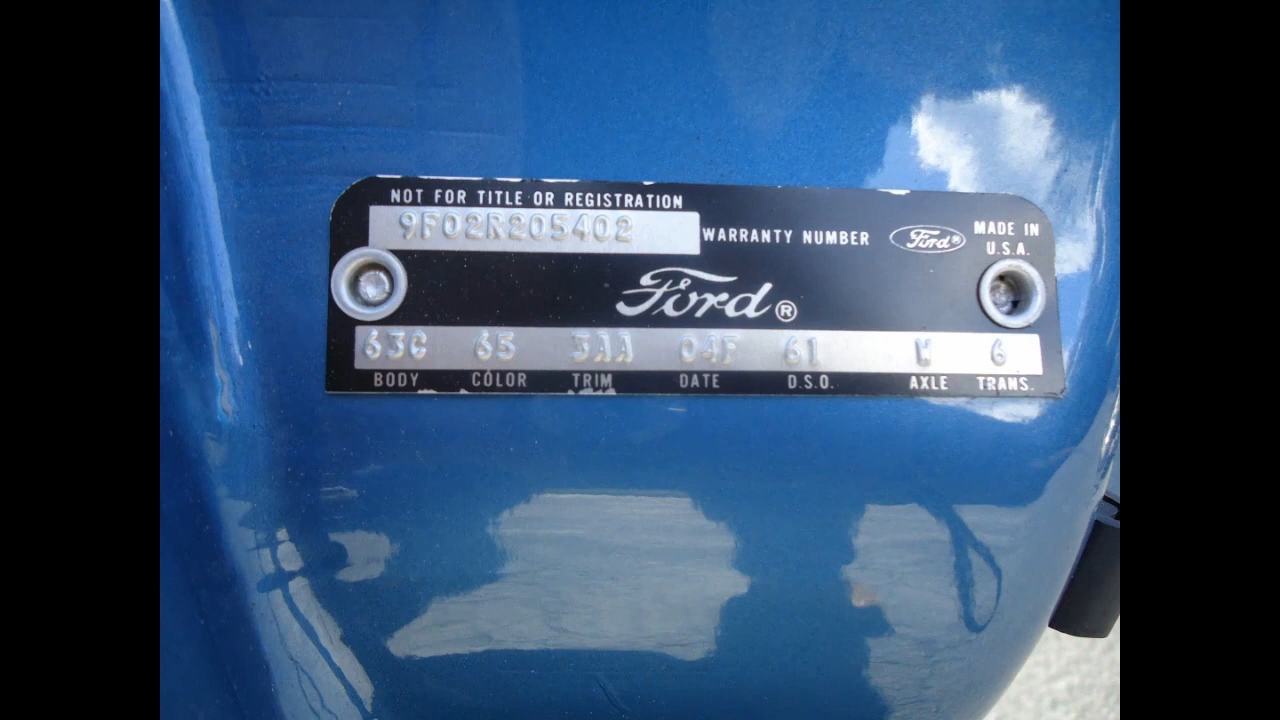 NOT FOR TITLE OR REGISTRATION
9F02R205402
WARRANTY NUMBER
Ford®
MADE IN
U.S.A.
Ford®
63C 65 3AA 04F 61 W 6
BODY COLOR TRIM DATE D.S.O. AXLE TRANS.